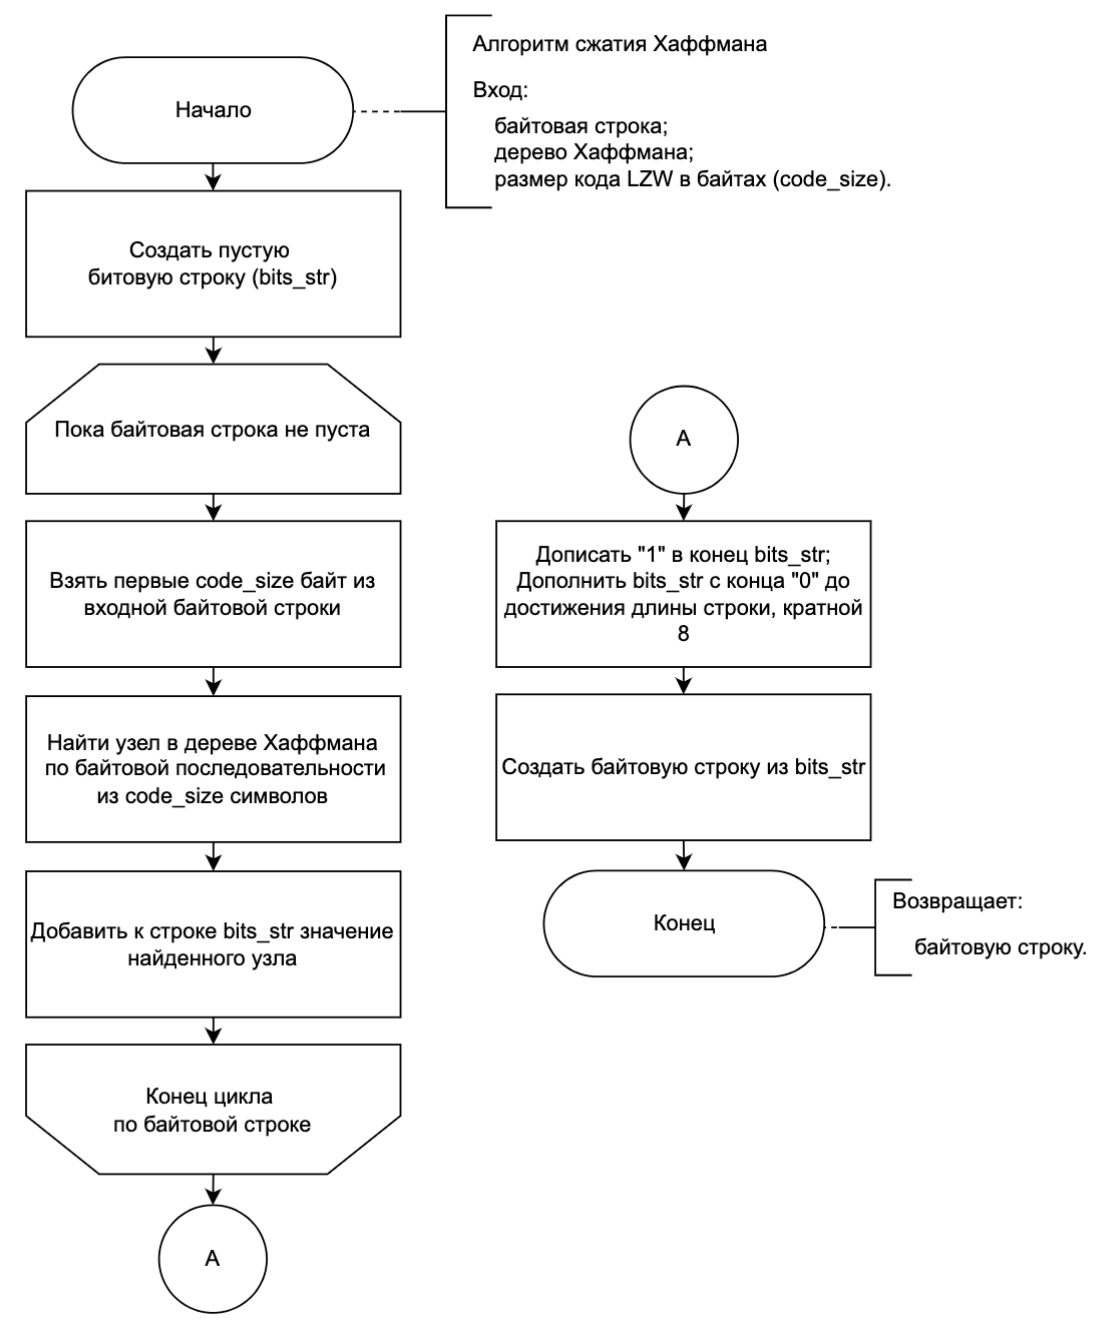 Начало
Алгоритм сжатия Хаффмана
Вход:
байтовая строка;
дерево Хаффмана;
размер кода LZW в байтах (code_size).
Создать пустую
битовую строку (bits_str)
Пока байтовая строка не пуста
Взять первые code_size байт из
входной байтовой строки
Найти узел в дереве Хаффмана
по байтовой последовательности
из code_size символов
Добавить к строке bits_str значение
найденного узла
Конец цикла
по байтовой строке
А
А
Дописать "1" в конец bits_str;
Дополнить bits_str с конца "0" до
достижения длины строки, кратной
8
Создать байтовую строку из bits_str
Конец
Возвращает:
байтовую строку.